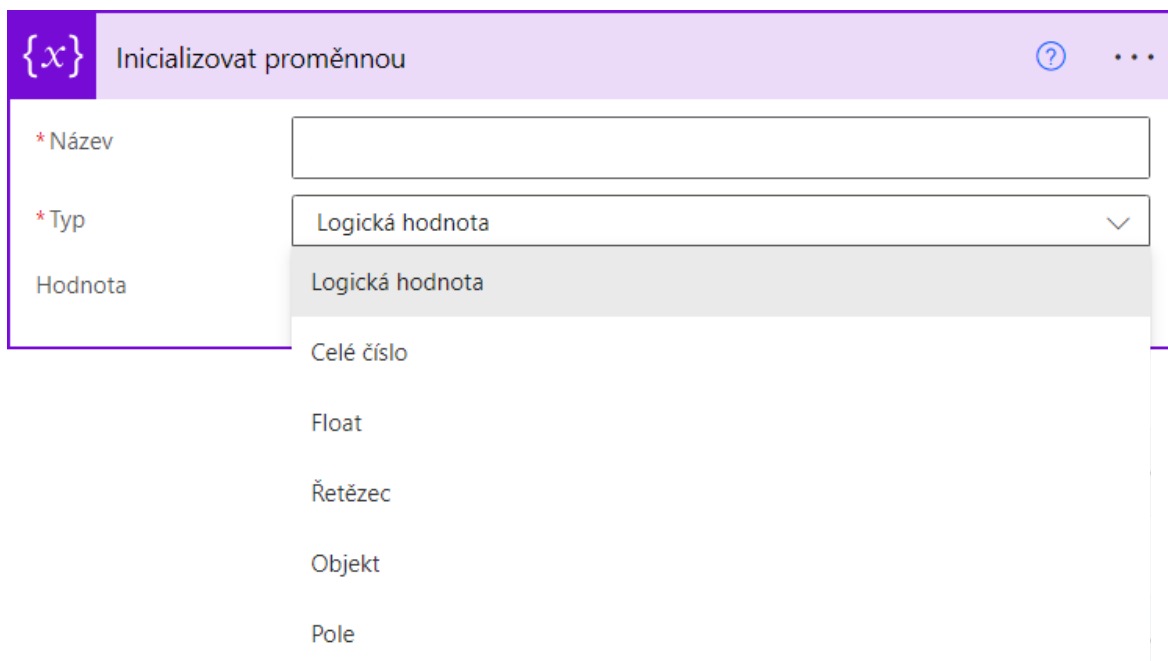 {x} Inicializovat proměnnou ? ...
* Název
* Typ Logická hodnota
Hodnota Logická hodnota
Celé číslo
Float
Řetězec
Objekt
Pole